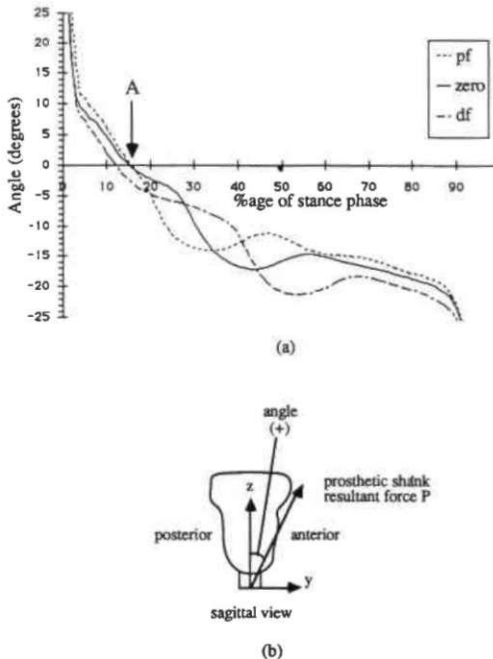 25
20
15
10
5
0
-5
-10
-15
-20
-25
Angle (degrees)
A
pf
zero
df
0
10
20
30
40
50
60
70
80
90
%age of stance phase
(a)
angle
(+)
prosthetic shank
resultant force P
z
posterior
anterior
y
sagittal view
(b)